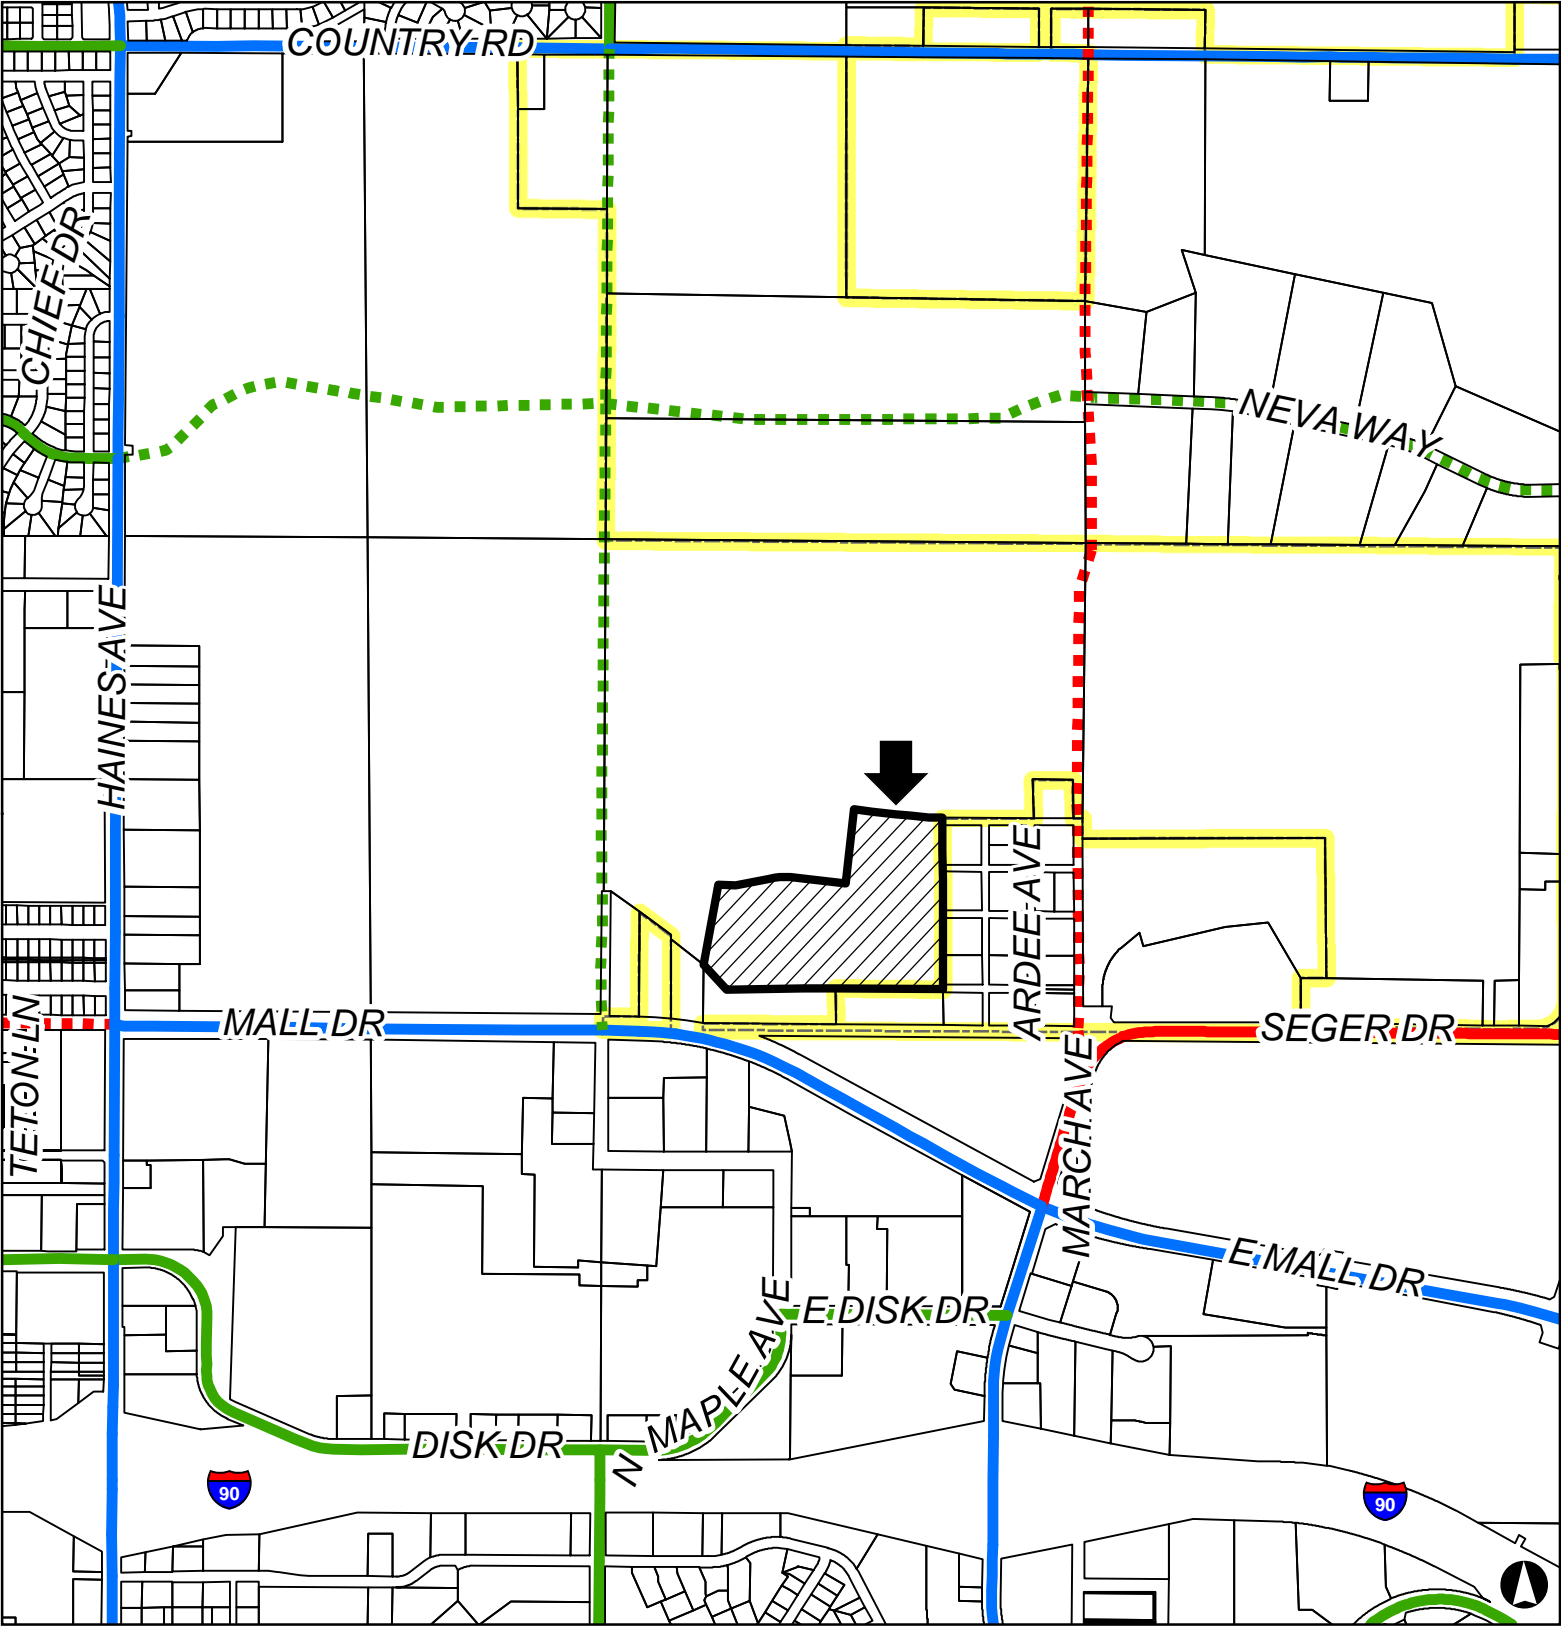 COUNTRY RD
CHIEF DR
NEVA WAY
HAINES AVE
ARDEE AVE
TETON LN
MALL DR
SEGER DR
MARCH AVE
E MALL DR
E DISK DR
N MAPLE AVE
DISK DR
90
90